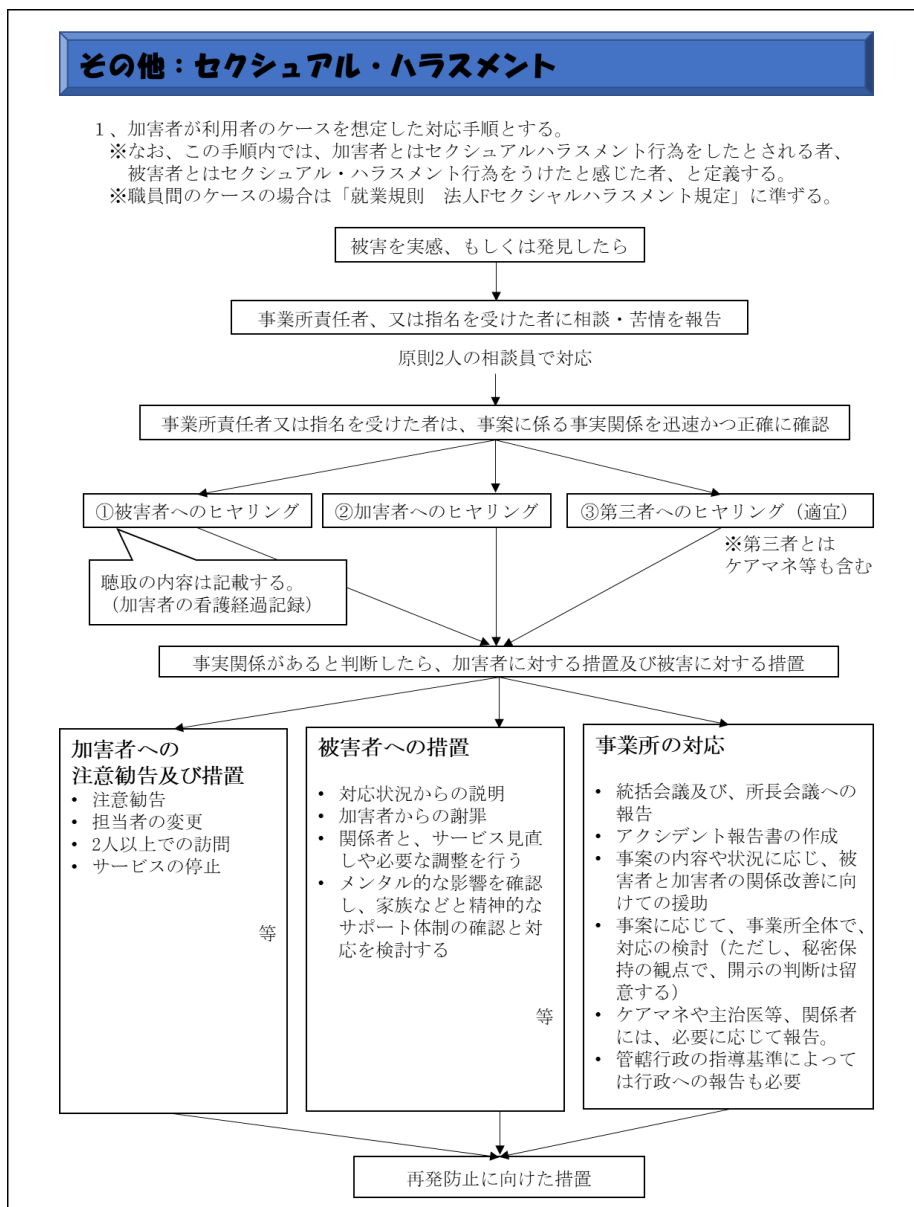 その他：セクシュアル・ハラスメント
１、加害者が利用者のケースを想定した対応手順とする。
※なお、この手順内では、加害者とはセクシュアルハラスメント行為をしたとされる者、
被害者とはセクシュアル・ハラスメント行為をうけたと感じた者、と定義する。
※職員間のケースの場合は「就業規則　法人Fセクシャルハラスメント規定」に準ずる。
被害を実感、もしくは発見したら
事業所責任者、又は指名を受けた者に相談・苦情を報告
原則2人の相談員で対応
事業所責任者又は指名を受けた者は、事案に係る事実関係を迅速かつ正確に確認
①被害者へのヒヤリング
②加害者へのヒヤリング
③第三者へのヒヤリング（適宜）
※第三者とは
ケアマネ等も含む
聴取の内容は記載する。
（加害者の看護経過記録）
事実関係があると判断したら、加害者に対する措置及び被害に対する措置
加害者への
注意勧告及び措置
• 注意勧告
• 担当者の変更
• 2人以上での訪問
• サービスの停止
等
被害者への措置
• 対応状況からの説明
• 加害者からの謝罪
• 関係者と、サービス見直
しや必要な調整を行う
• メンタル的な影響を確認
し、家族などと精神的な
サポート体制の確認と対
応を検討する
等
事業所の対応
• 統括会議及び、所長会議への
報告
• アクシデント報告書の作成
• 事案の内容や状況に応じ、被
害者と加害者の関係改善に向
けての援助
• 事案に応じて、事業所全体で、
対応の検討（ただし、秘密保
持の観点で、開示の判断は留
意する）
• ケアマネや主治医等、関係者
には、必要に応じて報告。
• 管轄行政の指導基準によって
は行政への報告も必要
再発防止に向けた措置